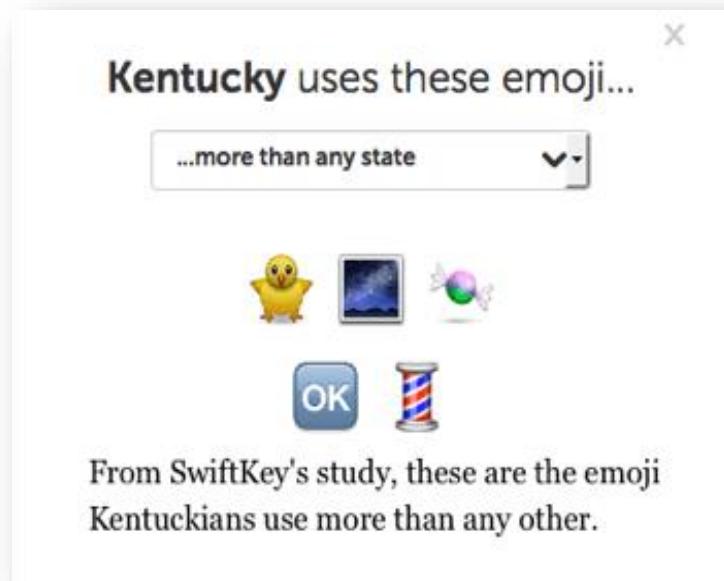 Kentucky uses these emoji...
...more than any state
OK
From SwiftKey's study, these are the emoji
Kentuckians use more than any other.